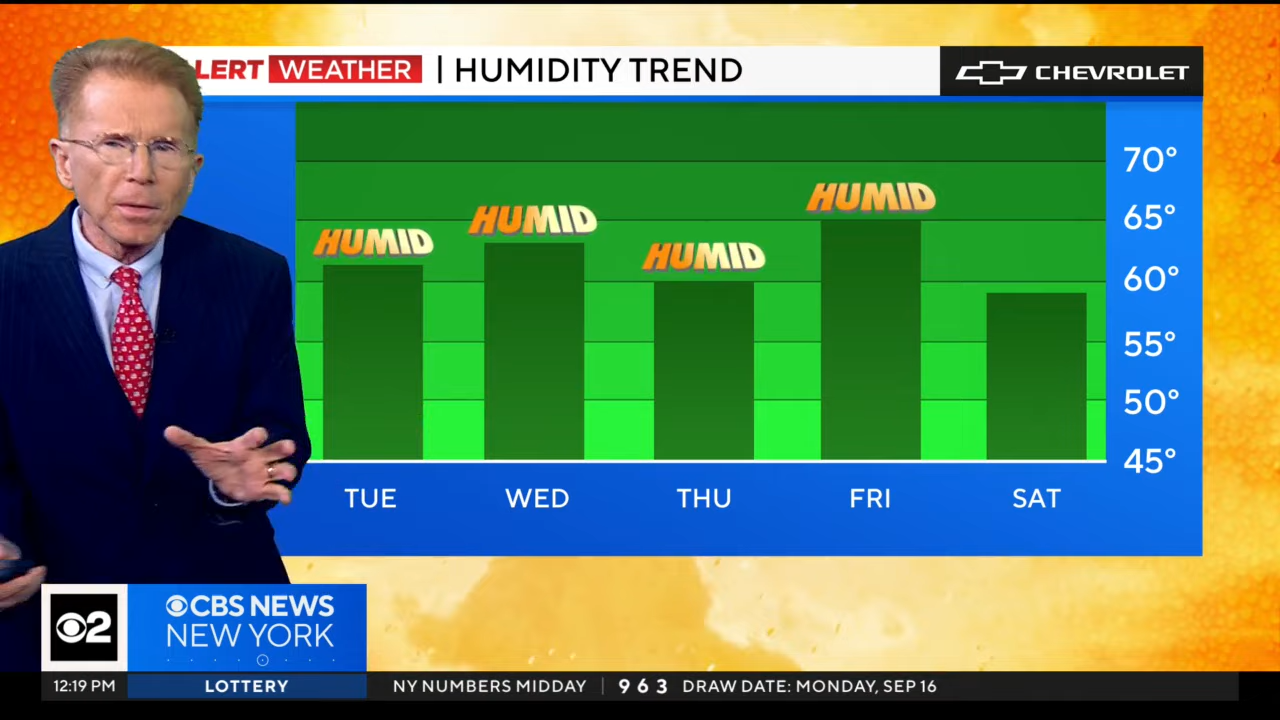 LERT WEATHER | HUMIDITY TREND
CHEVROLET
70°
65°
60°
55°
50°
45°
HUMID
HUMID
HUMID
HUMID
TUE WED THU FRI SAT
2
CBS NEWS
NEW YORK
12:19 PM LOTTERY NY NUMBERS MIDDAY | 9 6 3 DRAW DATE: MONDAY, SEP 16